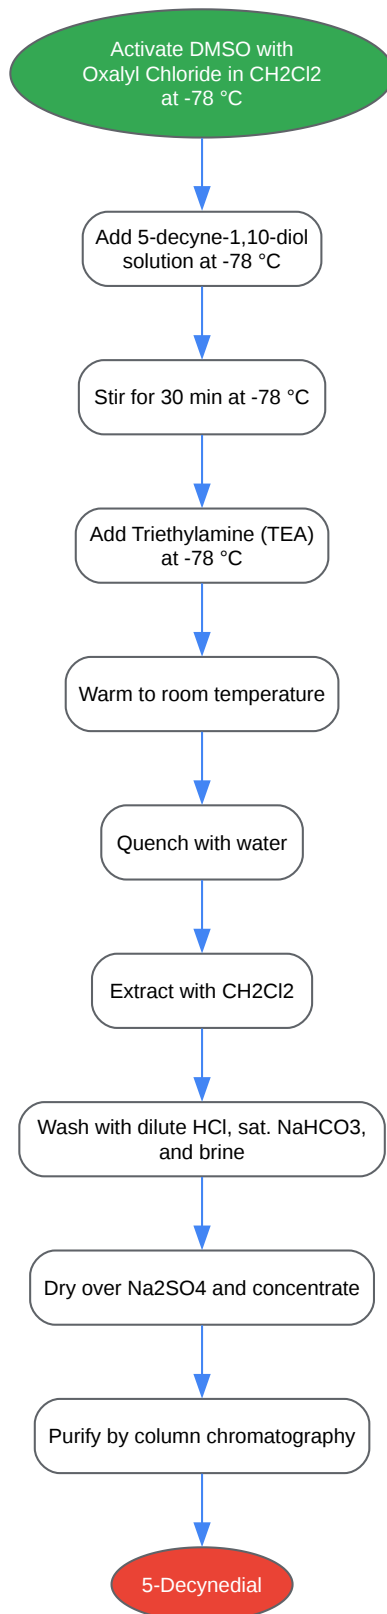 Activate DMSO with
Oxalyl Chloride in CH2Cl2
at -78 °C
Add 5-decyne-1,10-diol
solution at -78 °C
Stir for 30 min at -78 °C
Add Triethylamine (TEA)
at -78 °C
Warm to room temperature
Quench with water
Extract with CH2Cl2
Wash with dilute HCl, sat. NaHCO3,
and brine
Dry over Na2SO4 and concentrate
Purify by column chromatography
5-Decynedial